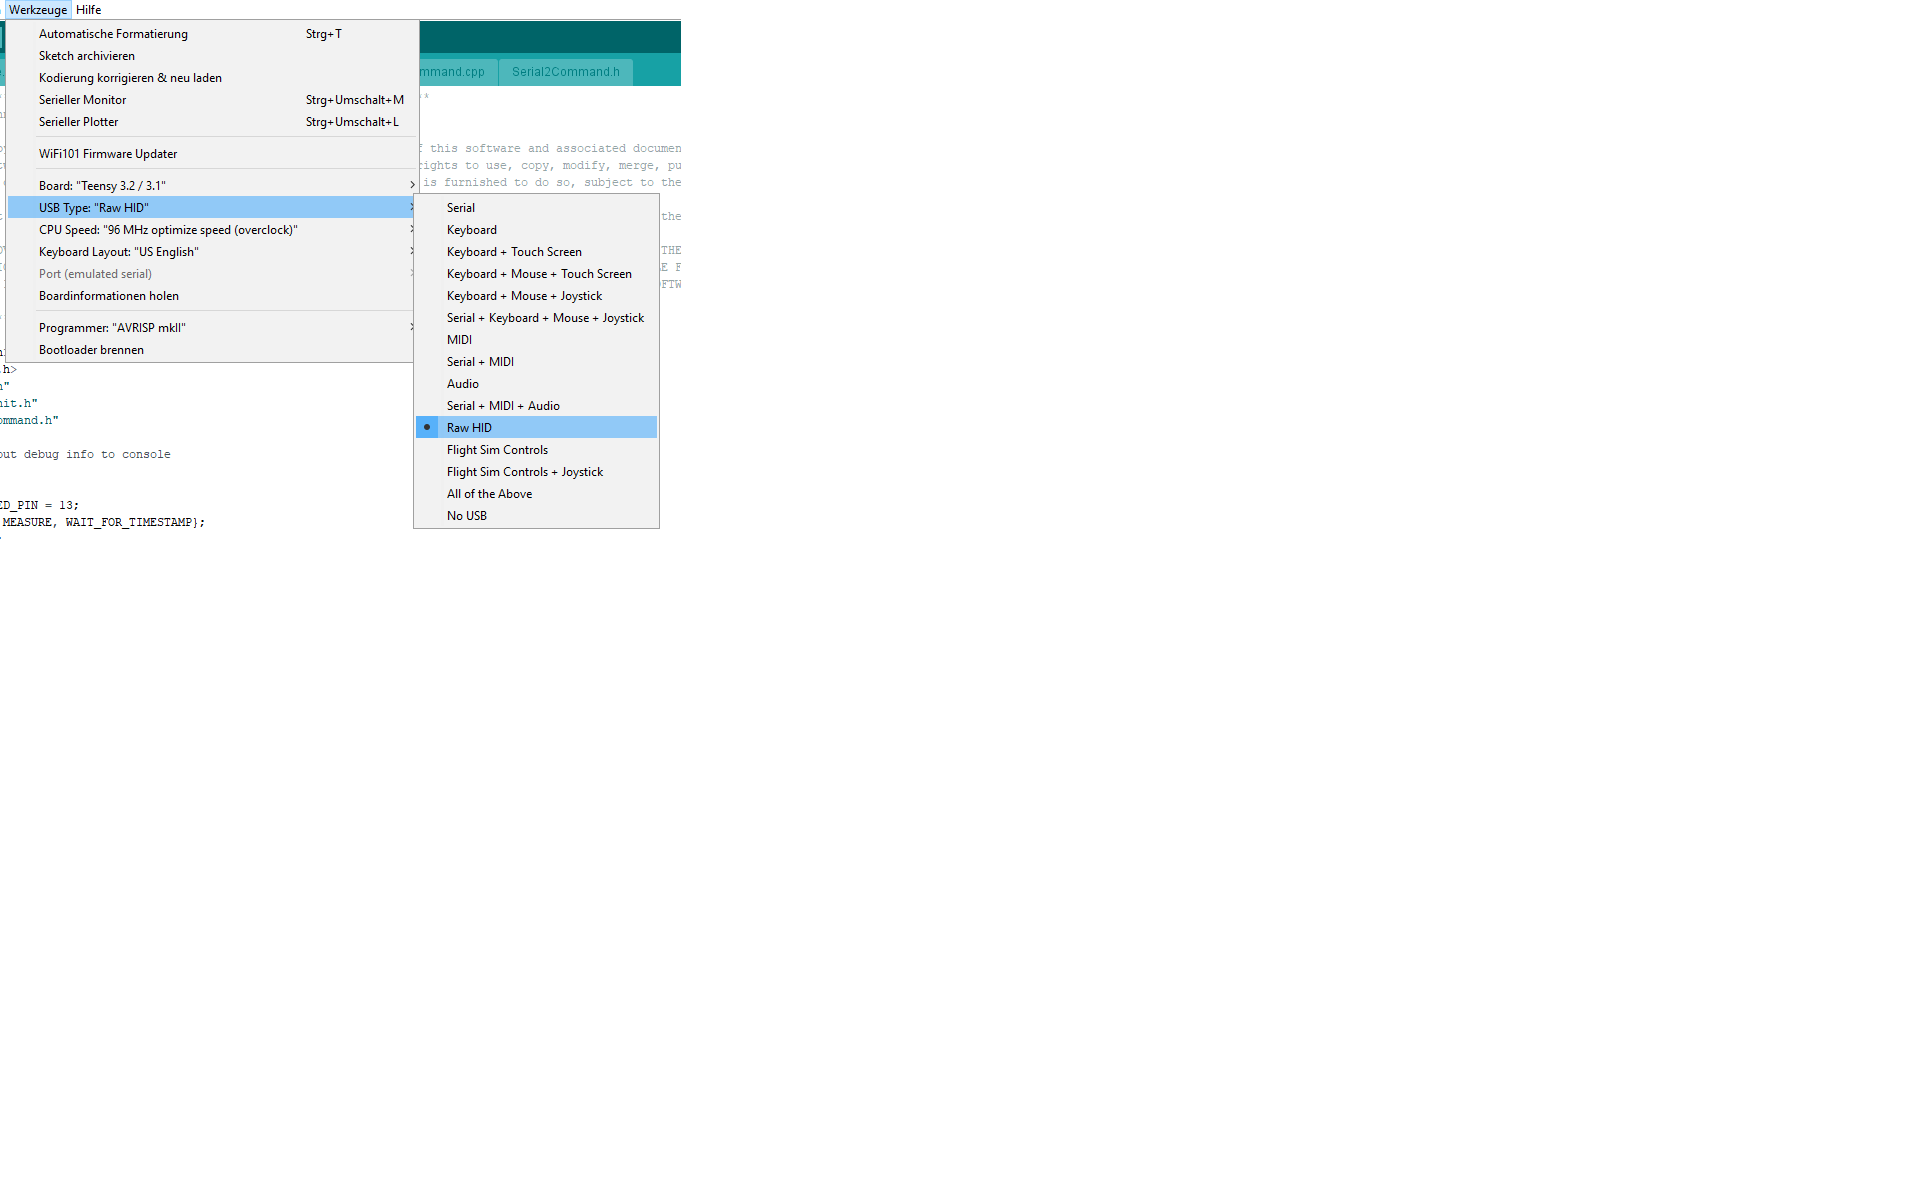 Werkzeuge Hilfe
Automatische Formatierung Strg+T
Sketch archivieren
Kodierung korrigieren & neu laden
Serieller Monitor Strg+Umschalt+M
Serieller Plotter Strg+Umschalt+L
WiFi101 Firmware Updater
Board: "Teensy 3.2 / 3.1"
USB Type: "Raw HID"
CPU Speed: "96 MHz optimize speed (overclock)"
Keyboard Layout: "US English"
Port (emulated serial)
Boardinformationen holen
Programmer: "AVRISP mkII"
Bootloader brennen
Serial
Keyboard
Keyboard + Touch Screen
Keyboard + Mouse + Touch Screen
Keyboard + Mouse + Joystick
Serial + Keyboard + Mouse + Joystick
MIDI
Serial + MIDI
Audio
Serial + MIDI + Audio
Raw HID
Flight Sim Controls
Flight Sim Controls + Joystick
All of the Above
No USB
mmand.cpp Serial2Command.h
this software and associated documen
rights to use, copy, modify, merge, pu
is furnished to do so, subject to the
the
THE
F
OFTW
.h>
nit.h"
ommand.h"
out debug info to console
ED_PIN = 13;
MEASURE, WAIT_FOR_TIMESTAMP};